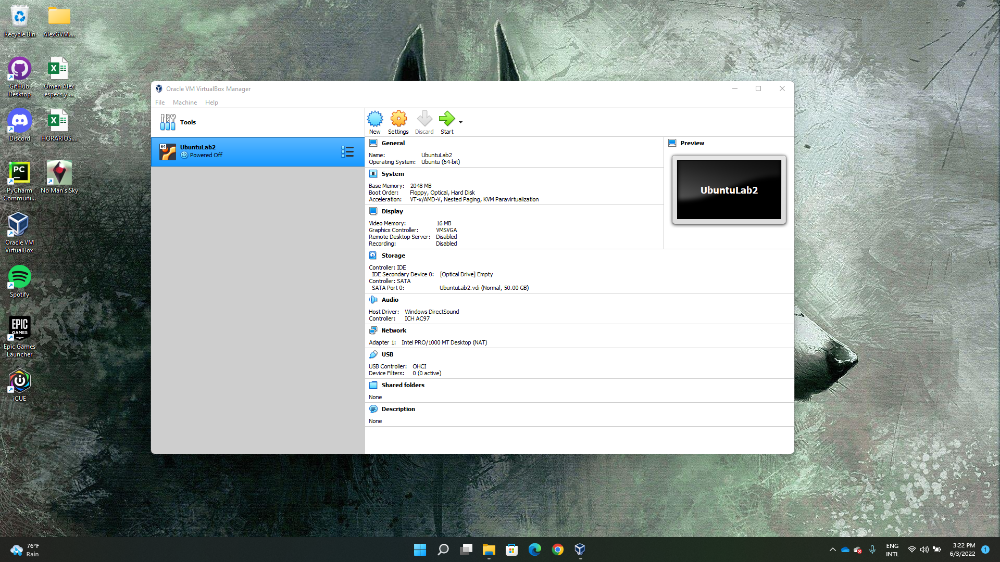 Recycle Bin
AlexGVM....
GitHub
Desktop
Omen Alex
especs y ...
Discord
HORARIOS....
PC
PyCharm
Communi...
No Man's Sky
Oracle VM
VirtualBox
Spotify
EPIC
GAMES
Epic Games
Launcher
iCUE
Oracle VM VirtualBox Manager
File Machine Help
Tools
64
UbuntuLab2
Powered Off
New Settings Discard Start
General
Name: UbuntuLab2
Operating System: Ubuntu (64-bit)
System
Base Memory: 2048 MB
Boot Order: Floppy, Optical, Hard Disk
Acceleration: VT-x/AMD-V, Nested Paging, KVM Paravirtualization
Display
Video Memory: 16 MB
Graphics Controller: VMSVGA
Remote Desktop Server: Disabled
Recording: Disabled
Preview
UbuntuLab2
Storage
Controller: IDE
IDE Secondary Device 0: [Optical Drive] Empty
Controller: SATA
SATA Port 0: UbuntuLab2.vdi (Normal, 50.00 GB)
Audio
Host Driver: Windows DirectSound
Controller: ICH AC97
Network
Adapter 1: Intel PRO/1000 MT Desktop (NAT)
USB
USB Controller: OHCI
Device Filters: 0 (0 active)
Shared folders
None
Description
None
76°F
Rain
ENG
INTL
3:22 PM
6/3/2022
1